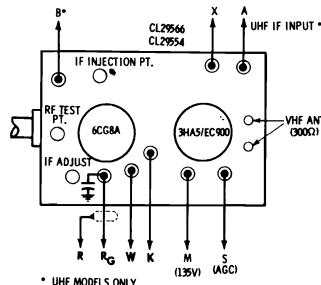 B*
CL29566
CL29554
X
A
UHF IF INPUT *
IF INJECTION PT.
RF TEST
PT.
6CG8A
3HA5/EC900
VHF ANT
(300Ω)
IF ADJUST
R
RG
W
K
M
(135V)
S
(AGC)
* UHF MODELS ONLY